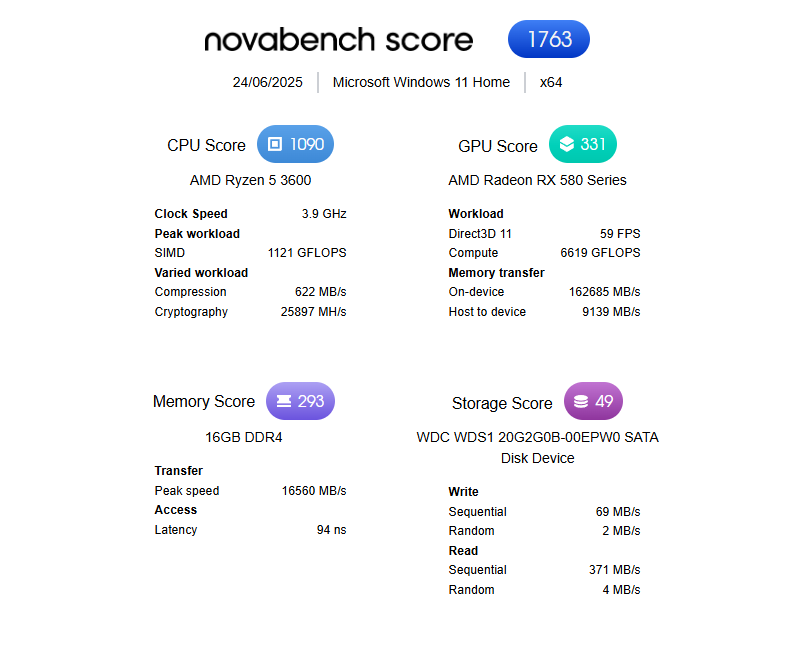 novabench score 1763
24/06/2025 | Microsoft Windows 11 Home | x64
CPU Score 1090
AMD Ryzen 5 3600
Clock Speed 3.9 GHz
Peak workload
SIMD 1121 GFLOPS
Varied workload
Compression 622 MB/s
Cryptography 25897 MH/s
GPU Score 331
AMD Radeon RX 580 Series
Workload
Direct3D 11 59 FPS
Compute 6619 GFLOPS
Memory transfer
On-device 162685 MB/s
Host to device 9139 MB/s
Memory Score 293
16GB DDR4
Transfer
Peak speed 16560 MB/s
Access
Latency 94 ns
Storage Score 49
WDC WDS1 20G2G0B-00EPW0 SATA
Disk Device
Write
Sequential 69 MB/s
Random 2 MB/s
Read
Sequential 371 MB/s
Random 4 MB/s